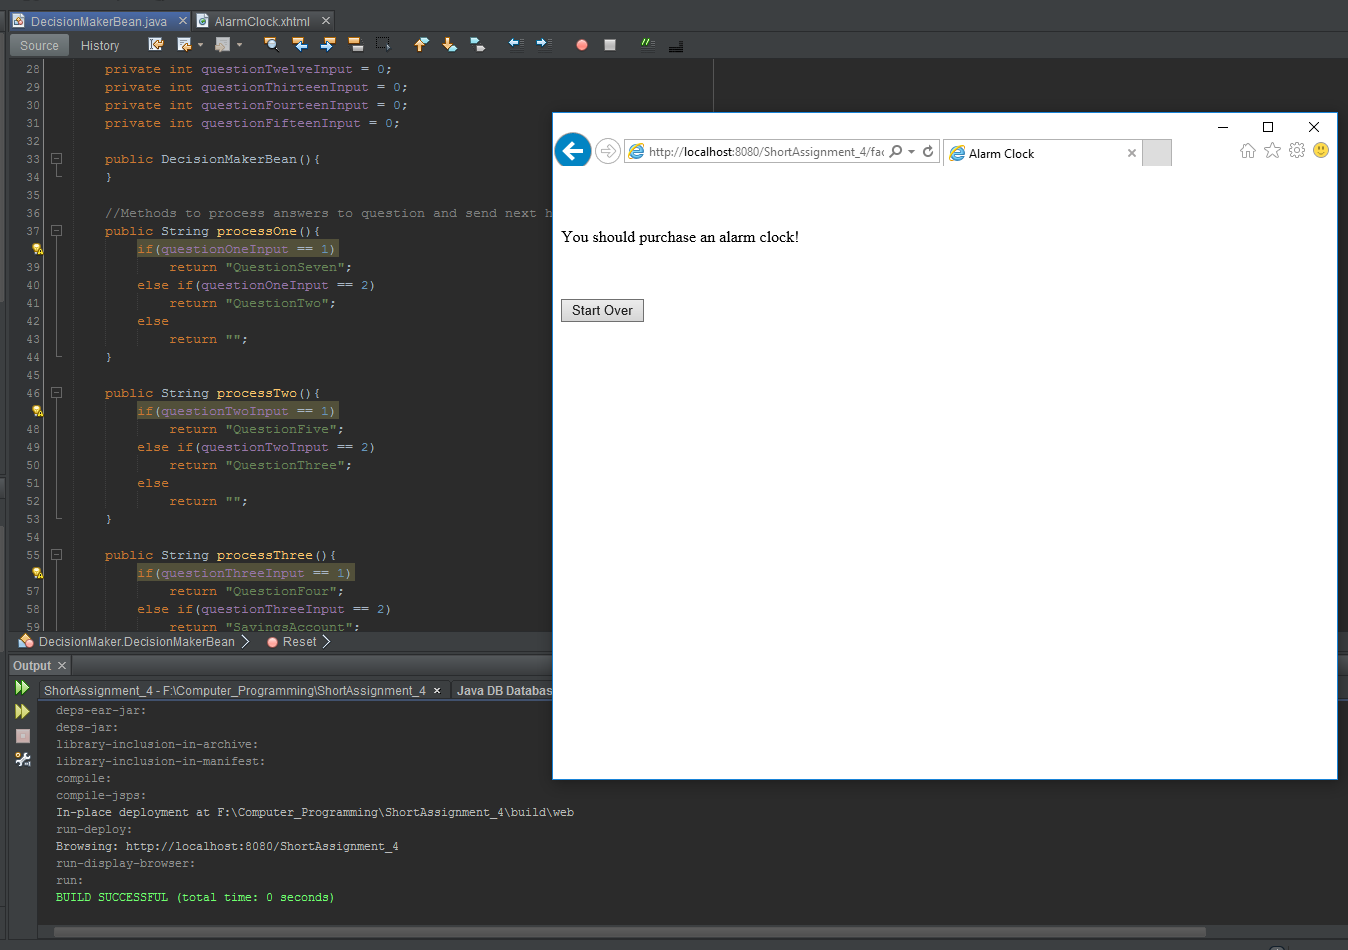 DecisionMakerBean.java
AlarmClock.xhtml
Source
History
28 private int questionTwelveInput = 0;
29 private int questionThirteenInput = 0;
30 private int questionFourteenInput = 0;
31 private int questionFifteenInput = 0;
32
33 public DecisionMakerBean(){
34 }
35
36 //Methods to process answers to question and send next h
37 public String processOne(){
if(questionOneInput == 1)
39 return "QuestionSeven";
40 else if(questionOneInput == 2)
41 return "QuestionTwo";
42 else
43 return "";
44 }
45
46 public String processTwo(){
if(questionTwoInput == 1)
48 return "QuestionFive";
49 else if(questionTwoInput == 2)
50 return "QuestionThree";
51 else
52 return "";
53 }
54
55 public String processThree(){
if(questionThreeInput == 1)
57 return "QuestionFour";
58 else if(questionThreeInput == 2)
59 return "SavingsAccount";
DecisionMaker.DecisionMakerBean
Reset
Output
ShortAssignment_4 - F:\Computer_Programming\ShortAssignment_4
Java DB Databas
deps-ear-jar:
deps-jar:
library-inclusion-in-archive:
library-inclusion-in-manifest:
compile:
compile-jsps:
In-place deployment at F:\Computer_Programming\ShortAssignment_4\build\web
run-deploy:
Browsing: http://localhost:8080/ShortAssignment_4
run-display-browser:
run:
BUILD SUCCESSFUL (total time: 0 seconds)
http://localhost:8080/ShortAssignment_4/fac
Alarm Clock
You should purchase an alarm clock!
Start Over